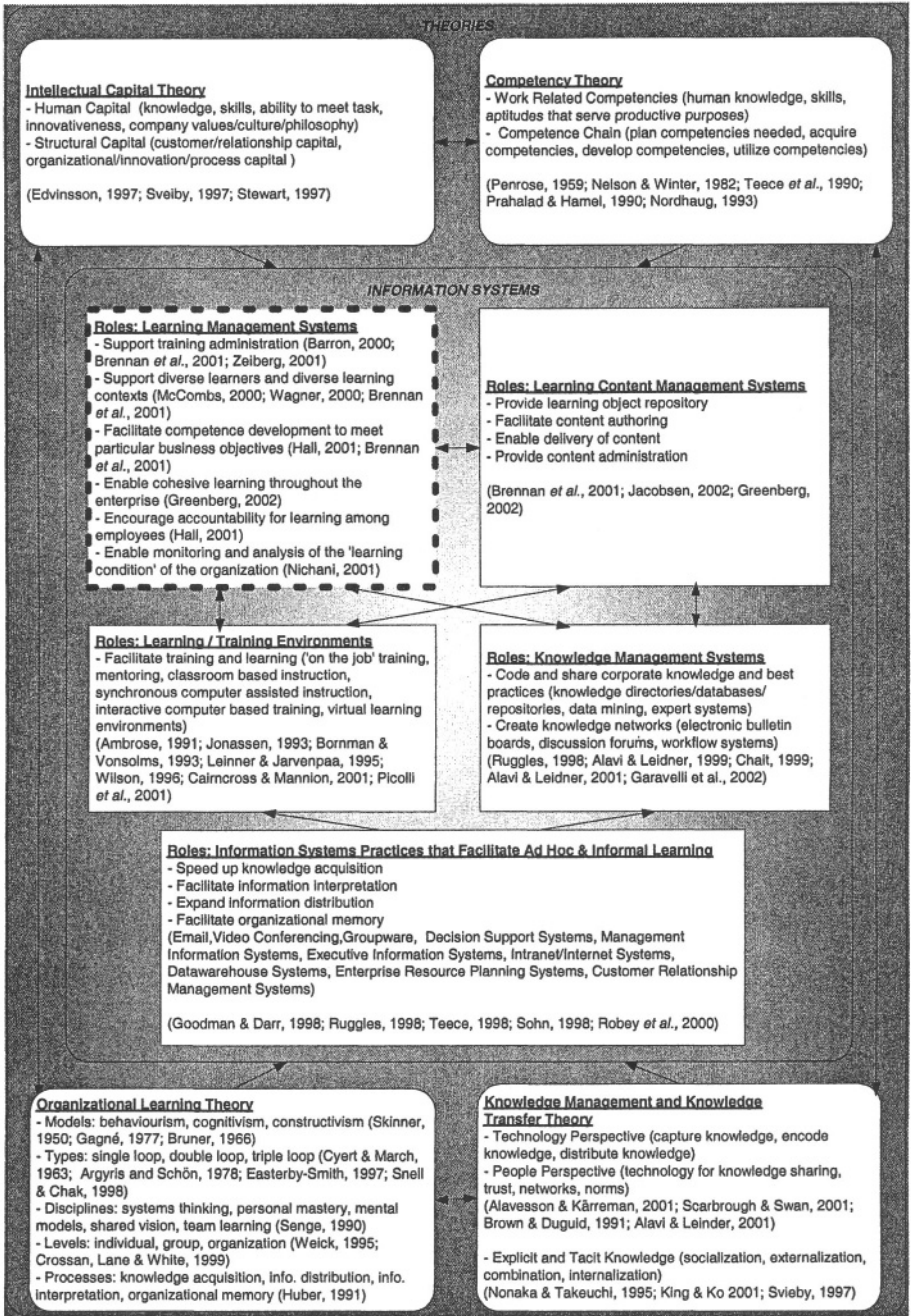 THEORIES
Intellectual Capital Theory
- Human Capital (knowledge, skills, ability to meet task,
innovativeness, company values/culture/philosophy)
- Structural Capital (customer/relationship capital,
organizational/innovation/process capital )
(Edvinsson, 1997; Sveiby, 1997; Stewart, 1997)
Competency Theory
- Work Related Competencies (human knowledge, skills,
aptitudes that serve productive purposes)
- Competence Chain (plan competencies needed, acquire
competencies, develop competencies, utilize competencies)
(Penrose, 1959; Nelson & Winter, 1982; Teece et al., 1990;
Prahalad & Hamel, 1990; Nordhaug, 1993)
INFORMATION SYSTEMS
Roles: Learning Management Systems
- Support training administration (Barron, 2000;
Brennan et al., 2001; Zeiberg, 2001)
- Support diverse learners and diverse learning
contexts (McCombs, 2000; Wagner, 2000; Brennan
et al., 2001)
- Facilitate competence development to meet
particular business objectives (Hall, 2001; Brennan
et al., 2001)
- Enable cohesive learning throughout the
enterprise (Greenberg, 2002)
- Encourage accountability for learning among
employees (Hall, 2001)
- Enable monitoring and analysis of the 'learning
condition' of the organization (Nichani, 2001)
Roles: Learning Content Management Systems
- Provide learning object repository
- Facilitate content authoring
- Enable delivery of content
- Provide content administration
(Brennan et al., 2001; Jacobsen, 2002; Greenberg,
2002)
Roles: Learning / Training Environments
- Facilitate training and learning ('on the job' training,
mentoring, classroom based instruction,
synchronous computer assisted instruction,
interactive computer based training, virtual learning
environments)
(Ambrose, 1991; Jonassen, 1993; Bornman &
Vonsolms, 1993; Leinner & Jarvenpaa, 1995;
Wilson, 1996; Cairncross & Mannion, 2001; Picolli
et al., 2001)
Roles: Knowledge Management Systems
- Code and share corporate knowledge and best
practices (knowledge directories/databases/
repositories, data mining, expert systems)
- Create knowledge networks (electronic bulletin
boards, discussion forums, workflow systems)
(Ruggles, 1998; Alavi & Leidner, 1999; Chait, 1999;
Alavi & Leidner, 2001; Garavelli et al., 2002)
Roles: Information Systems Practices that Facilitate Ad Hoc & Informal Learning
- Speed up knowledge acquisition
- Facilitate information interpretation
- Expand information distribution
- Facilitate organizational memory
(Email,Video Conferencing,Groupware, Decision Support Systems, Management
Information Systems, Executive Information Systems, Intranet/Internet Systems,
Datawarehouse Systems, Enterprise Resource Planning Systems, Customer Relationship
Management Systems)
(Goodman & Darr, 1998; Ruggles, 1998; Teece, 1998; Sohn, 1998; Robey et al., 2000)
Organizational Learning Theory
- Models: behaviourism, cognitivism, constructivism (Skinner,
1950; Gagné, 1977; Bruner, 1966)
- Types: single loop, double loop, triple loop (Cyert & March,
1963; Argyris and Schön, 1978; Easterby-Smith, 1997; Snell
& Chak, 1998)
- Disciplines: systems thinking, personal mastery, mental
models, shared vision, team learning (Senge, 1990)
- Levels: individual, group, organization (Weick, 1995;
Crossan, Lane & White, 1999)
- Processes: knowledge acquisition, info. distribution, info.
interpretation, organizational memory (Huber, 1991)
Knowledge Management and Knowledge
Transfer Theory
- Technology Perspective (capture knowledge, encode
knowledge, distribute knowledge)
- People Perspective (technology for knowledge sharing,
trust, networks, norms)
(Alavesson & Kârreman, 2001; Scarbrough & Swan, 2001;
Brown & Duguid, 1991; Alavi & Leinder, 2001)
- Explicit and Tacit Knowledge (socialization, externalization,
combination, internalization)
(Nonaka & Takeuchi, 1995; King & Ko 2001; Svieby, 1997)